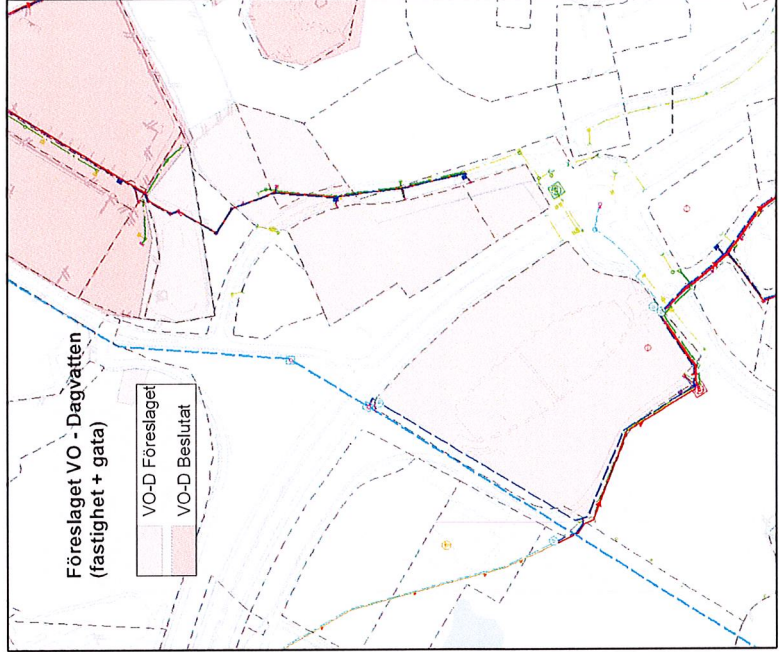 Föreslaget VO - Dagvatten
(fastighet + gata)
VO-D Föreslaget
VO-D Beslutat